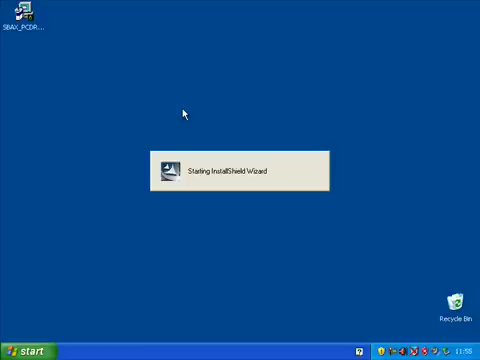 SBAX_PCDR...
Starting InstallShield Wizard
Recycle Bin
start
11:55